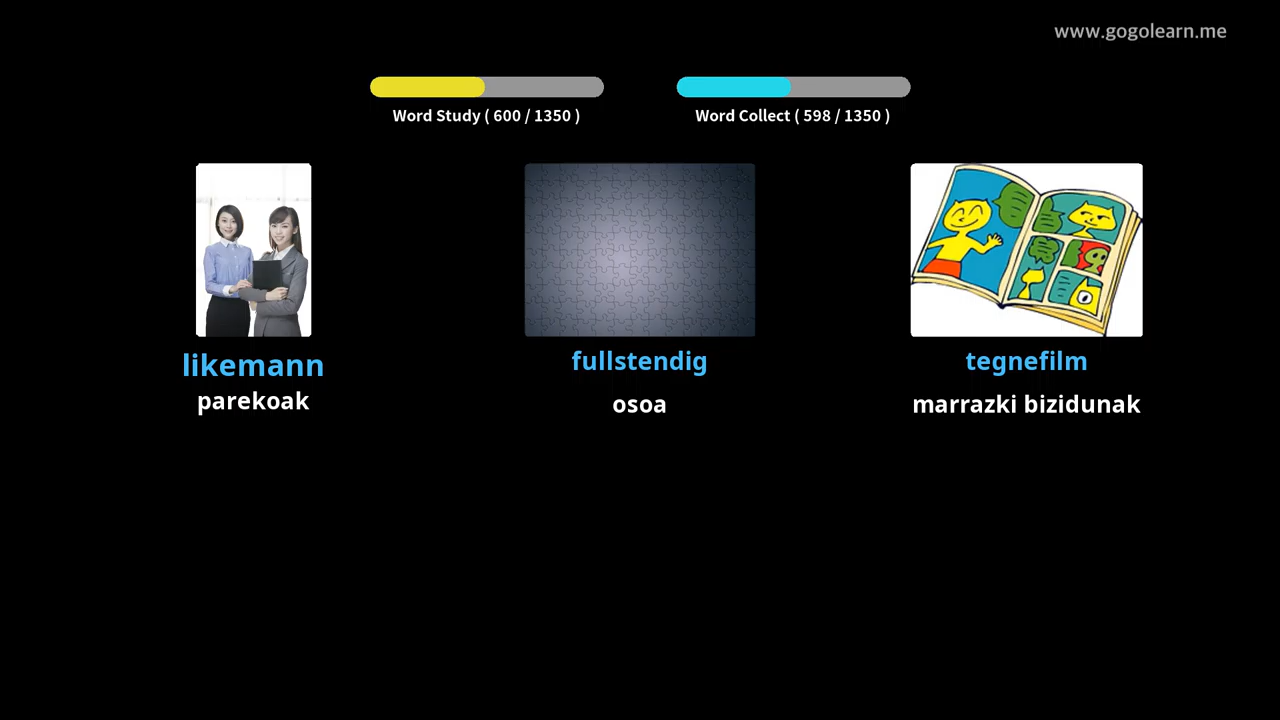 www.gogolearn.me
Word Study ( 600 / 1350 )
Word Collect ( 598 / 1350 )
likemann
fullstendig
tegnefilm
parekoak
osoa
marrazki bizidunak